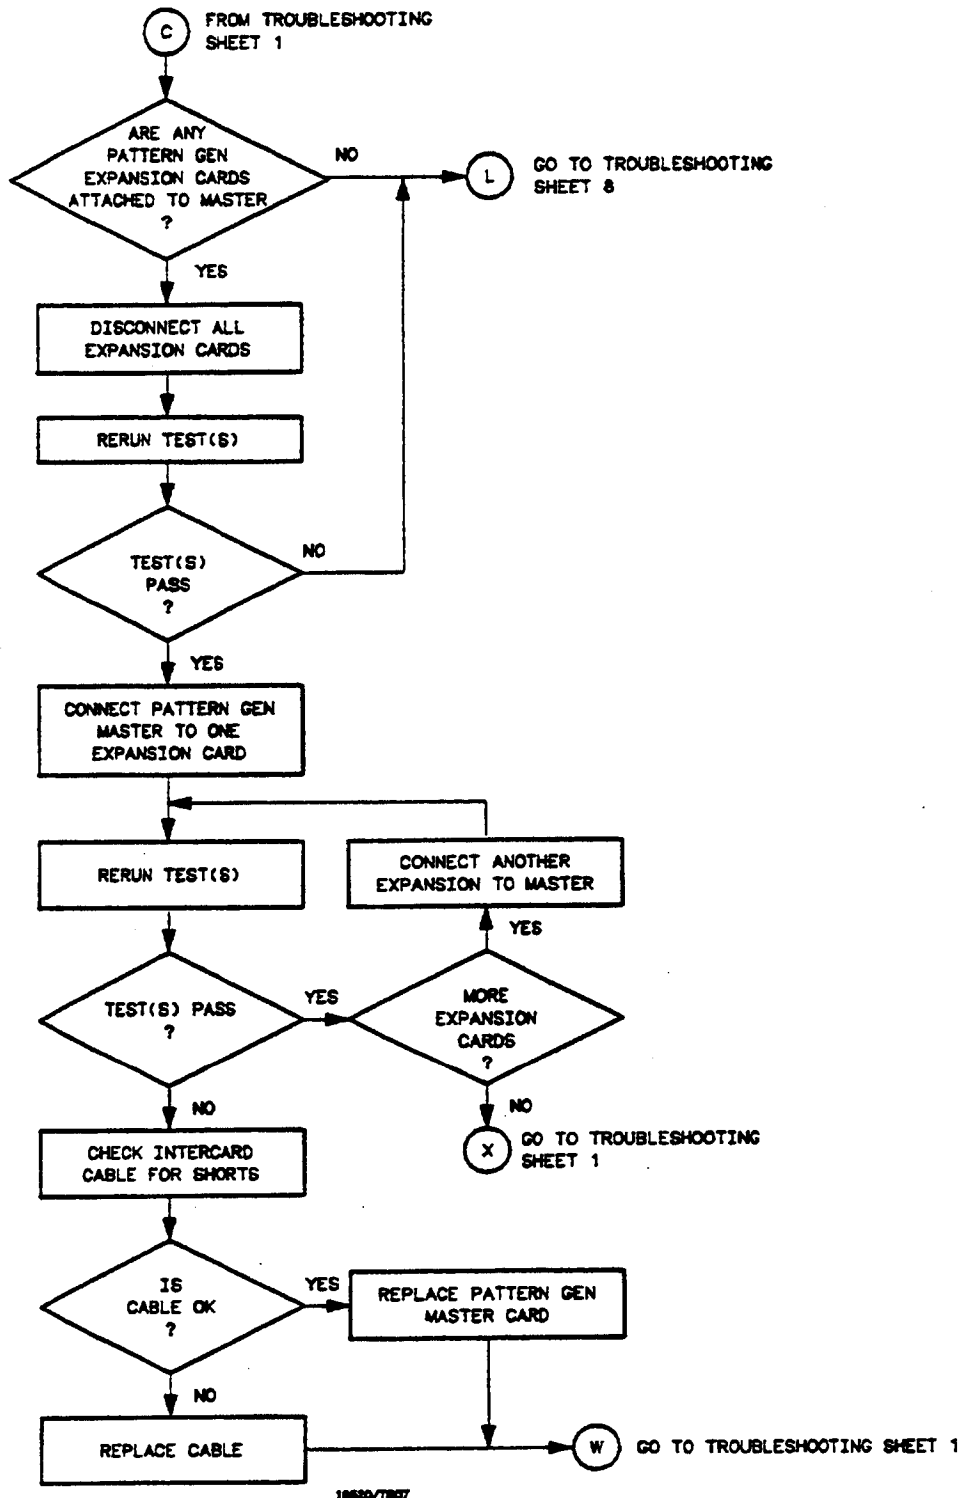 C
FROM TROUBLESHOOTING
SHEET 1
ARE ANY
PATTERN GEN
EXPANSION CARDS
ATTACHED TO MASTER
?
NO
L
GO TO TROUBLESHOOTING
SHEET 8
YES
DISCONNECT ALL
EXPANSION CARDS
RERUN TEST(S)
TEST(S)
PASS
?
NO
YES
CONNECT PATTERN GEN
MASTER TO ONE
EXPANSION CARD
RERUN TEST(S)
CONNECT ANOTHER
EXPANSION TO MASTER
YES
TEST(S) PASS
?
YES
MORE
EXPANSION
CARDS
?
NO
NO
X
GO TO TROUBLESHOOTING
SHEET 1
CHECK INTERCARD
CABLE FOR SHORTS
IS
CABLE OK
?
YES
REPLACE PATTERN GEN
MASTER CARD
NO
REPLACE CABLE
W
GO TO TROUBLESHOOTING SHEET 1